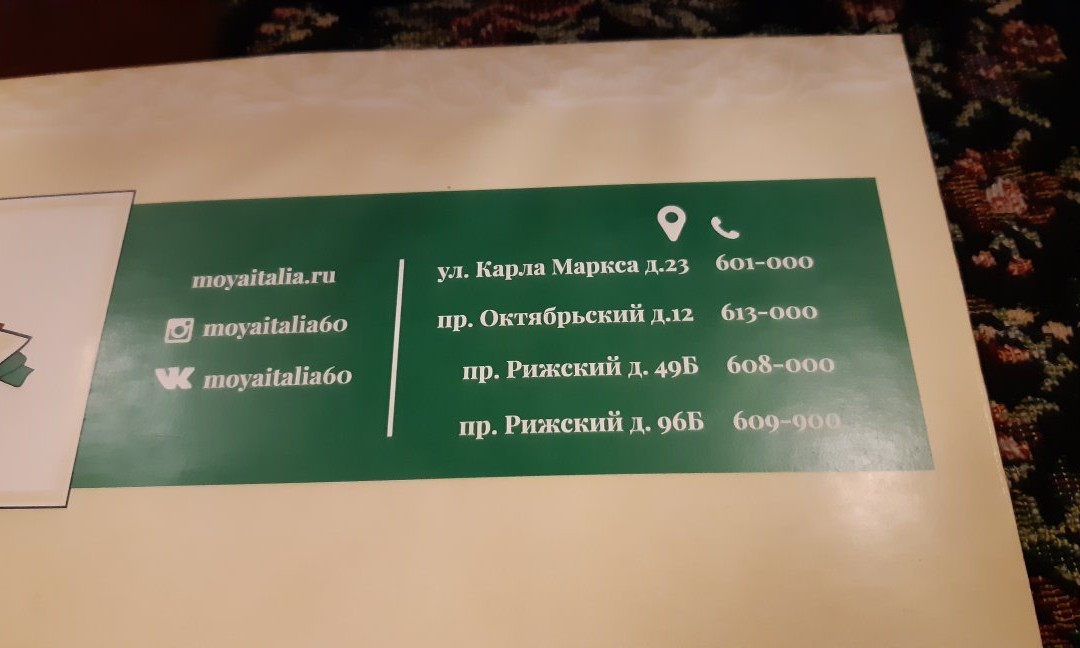 moyaitalia.ru
moyaitalia60
VK moyaitalia60
ул. Карла Маркса д.23 601-000
пр. Октябрьский д.12 613-000
пр. Рижский д. 49Б 608-000
пр. Рижский д. 96Б 609-900